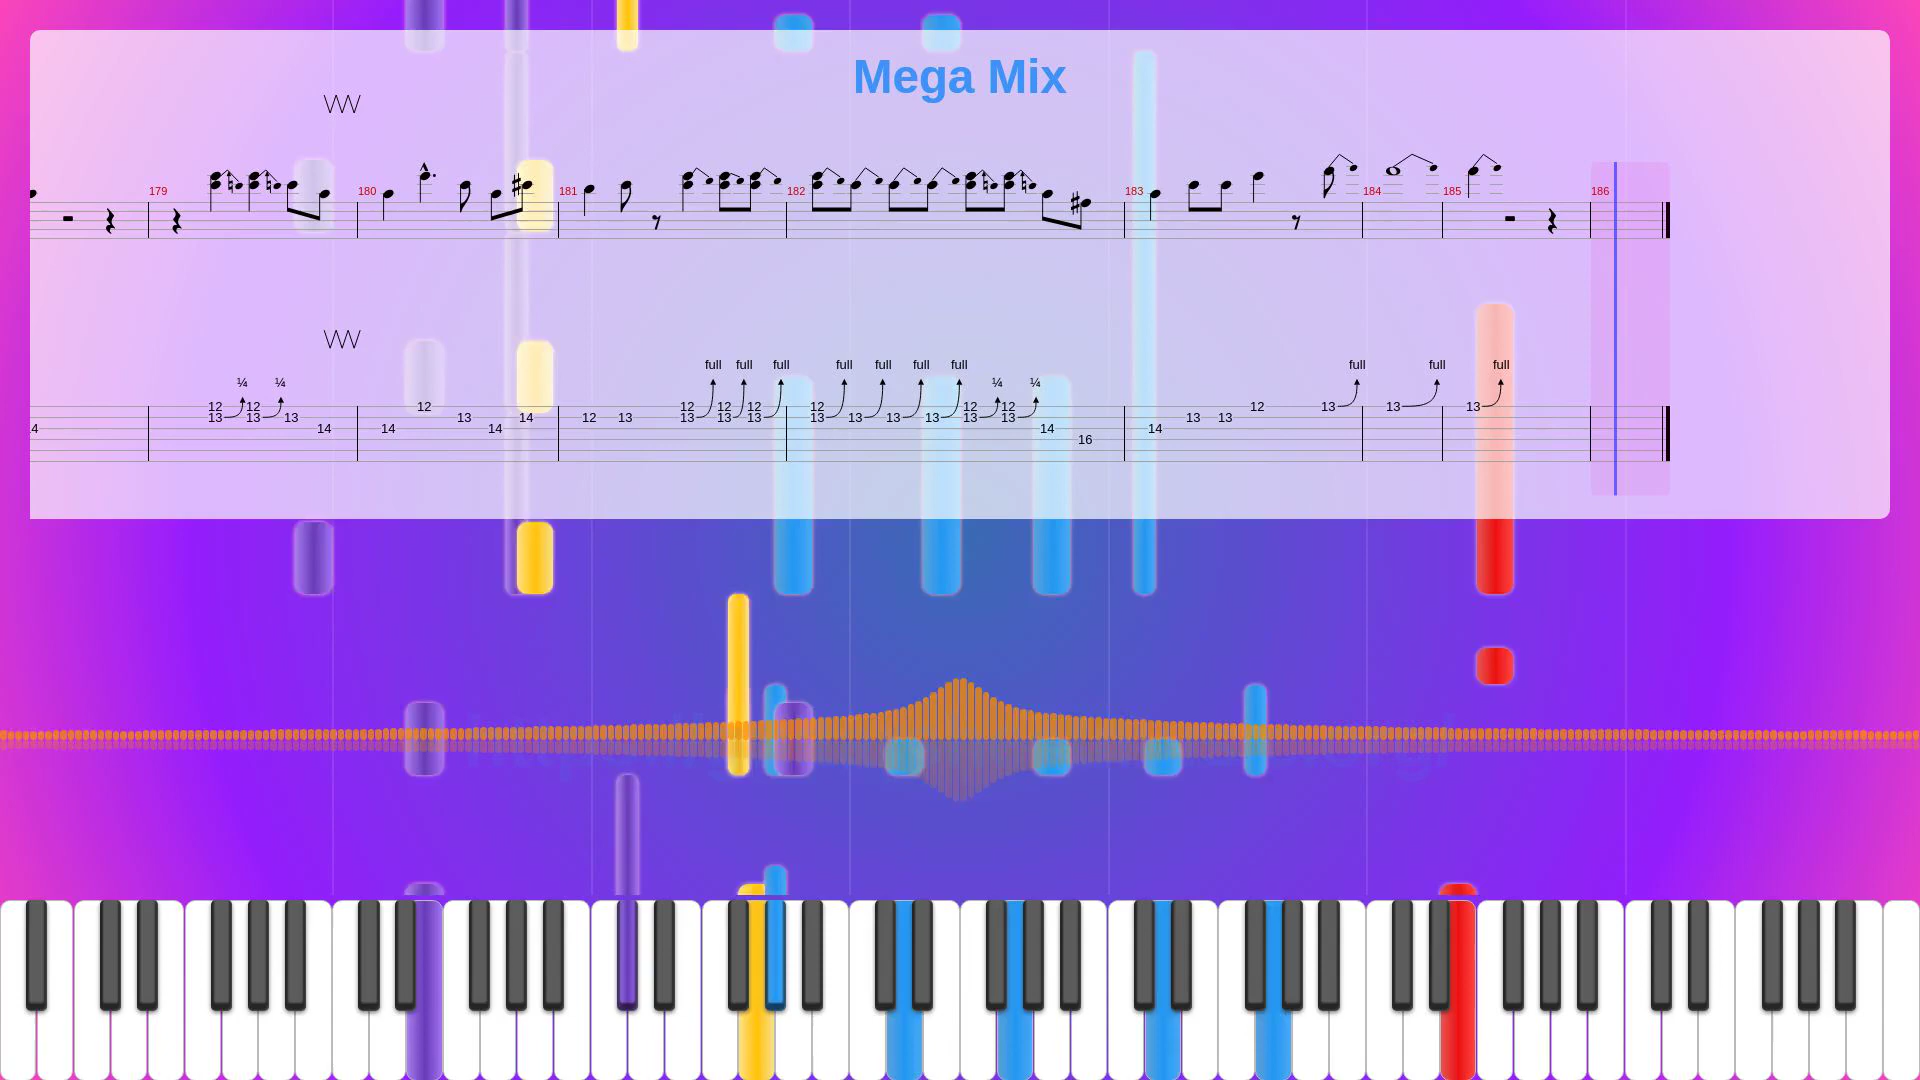 Mega Mix
179 180 181 182 183 184 185 186
full full full full full full full full full full
¼ ¼ ¼ ¼
12 12 12 12 12 12 12 12 12 12 13 13 13
13 13 13 13 14 12 13 13 13 13 13 13 13 13 13 13 13 13
4 14 14 14 14 14
16